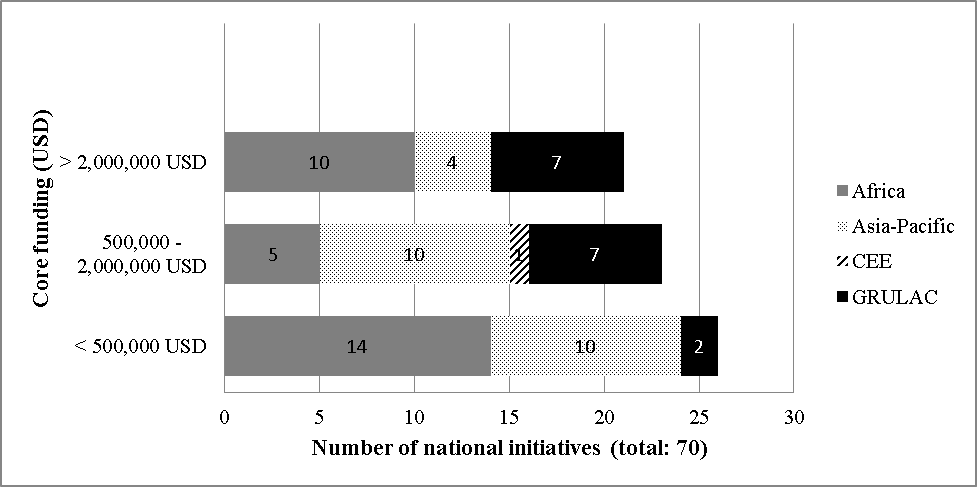 Core funding (USD)
> 2,000,000 USD
10
4
7
500,000 -
2,000,000 USD
5
10
1
7
< 500,000 USD
14
10
2
0
5
10
15
20
25
30
Number of national initiatives (total: 70)
Africa
Asia-Pacific
CEE
GRULAC